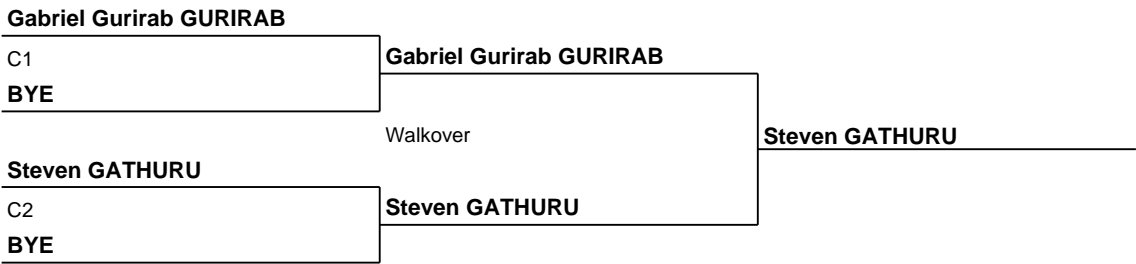 Gabriel Gurirab GURIRAB
C1
Gabriel Gurirab GURIRAB
BYE
Walkover
Steven GATHURU
Steven GATHURU
C2
Steven GATHURU
BYE